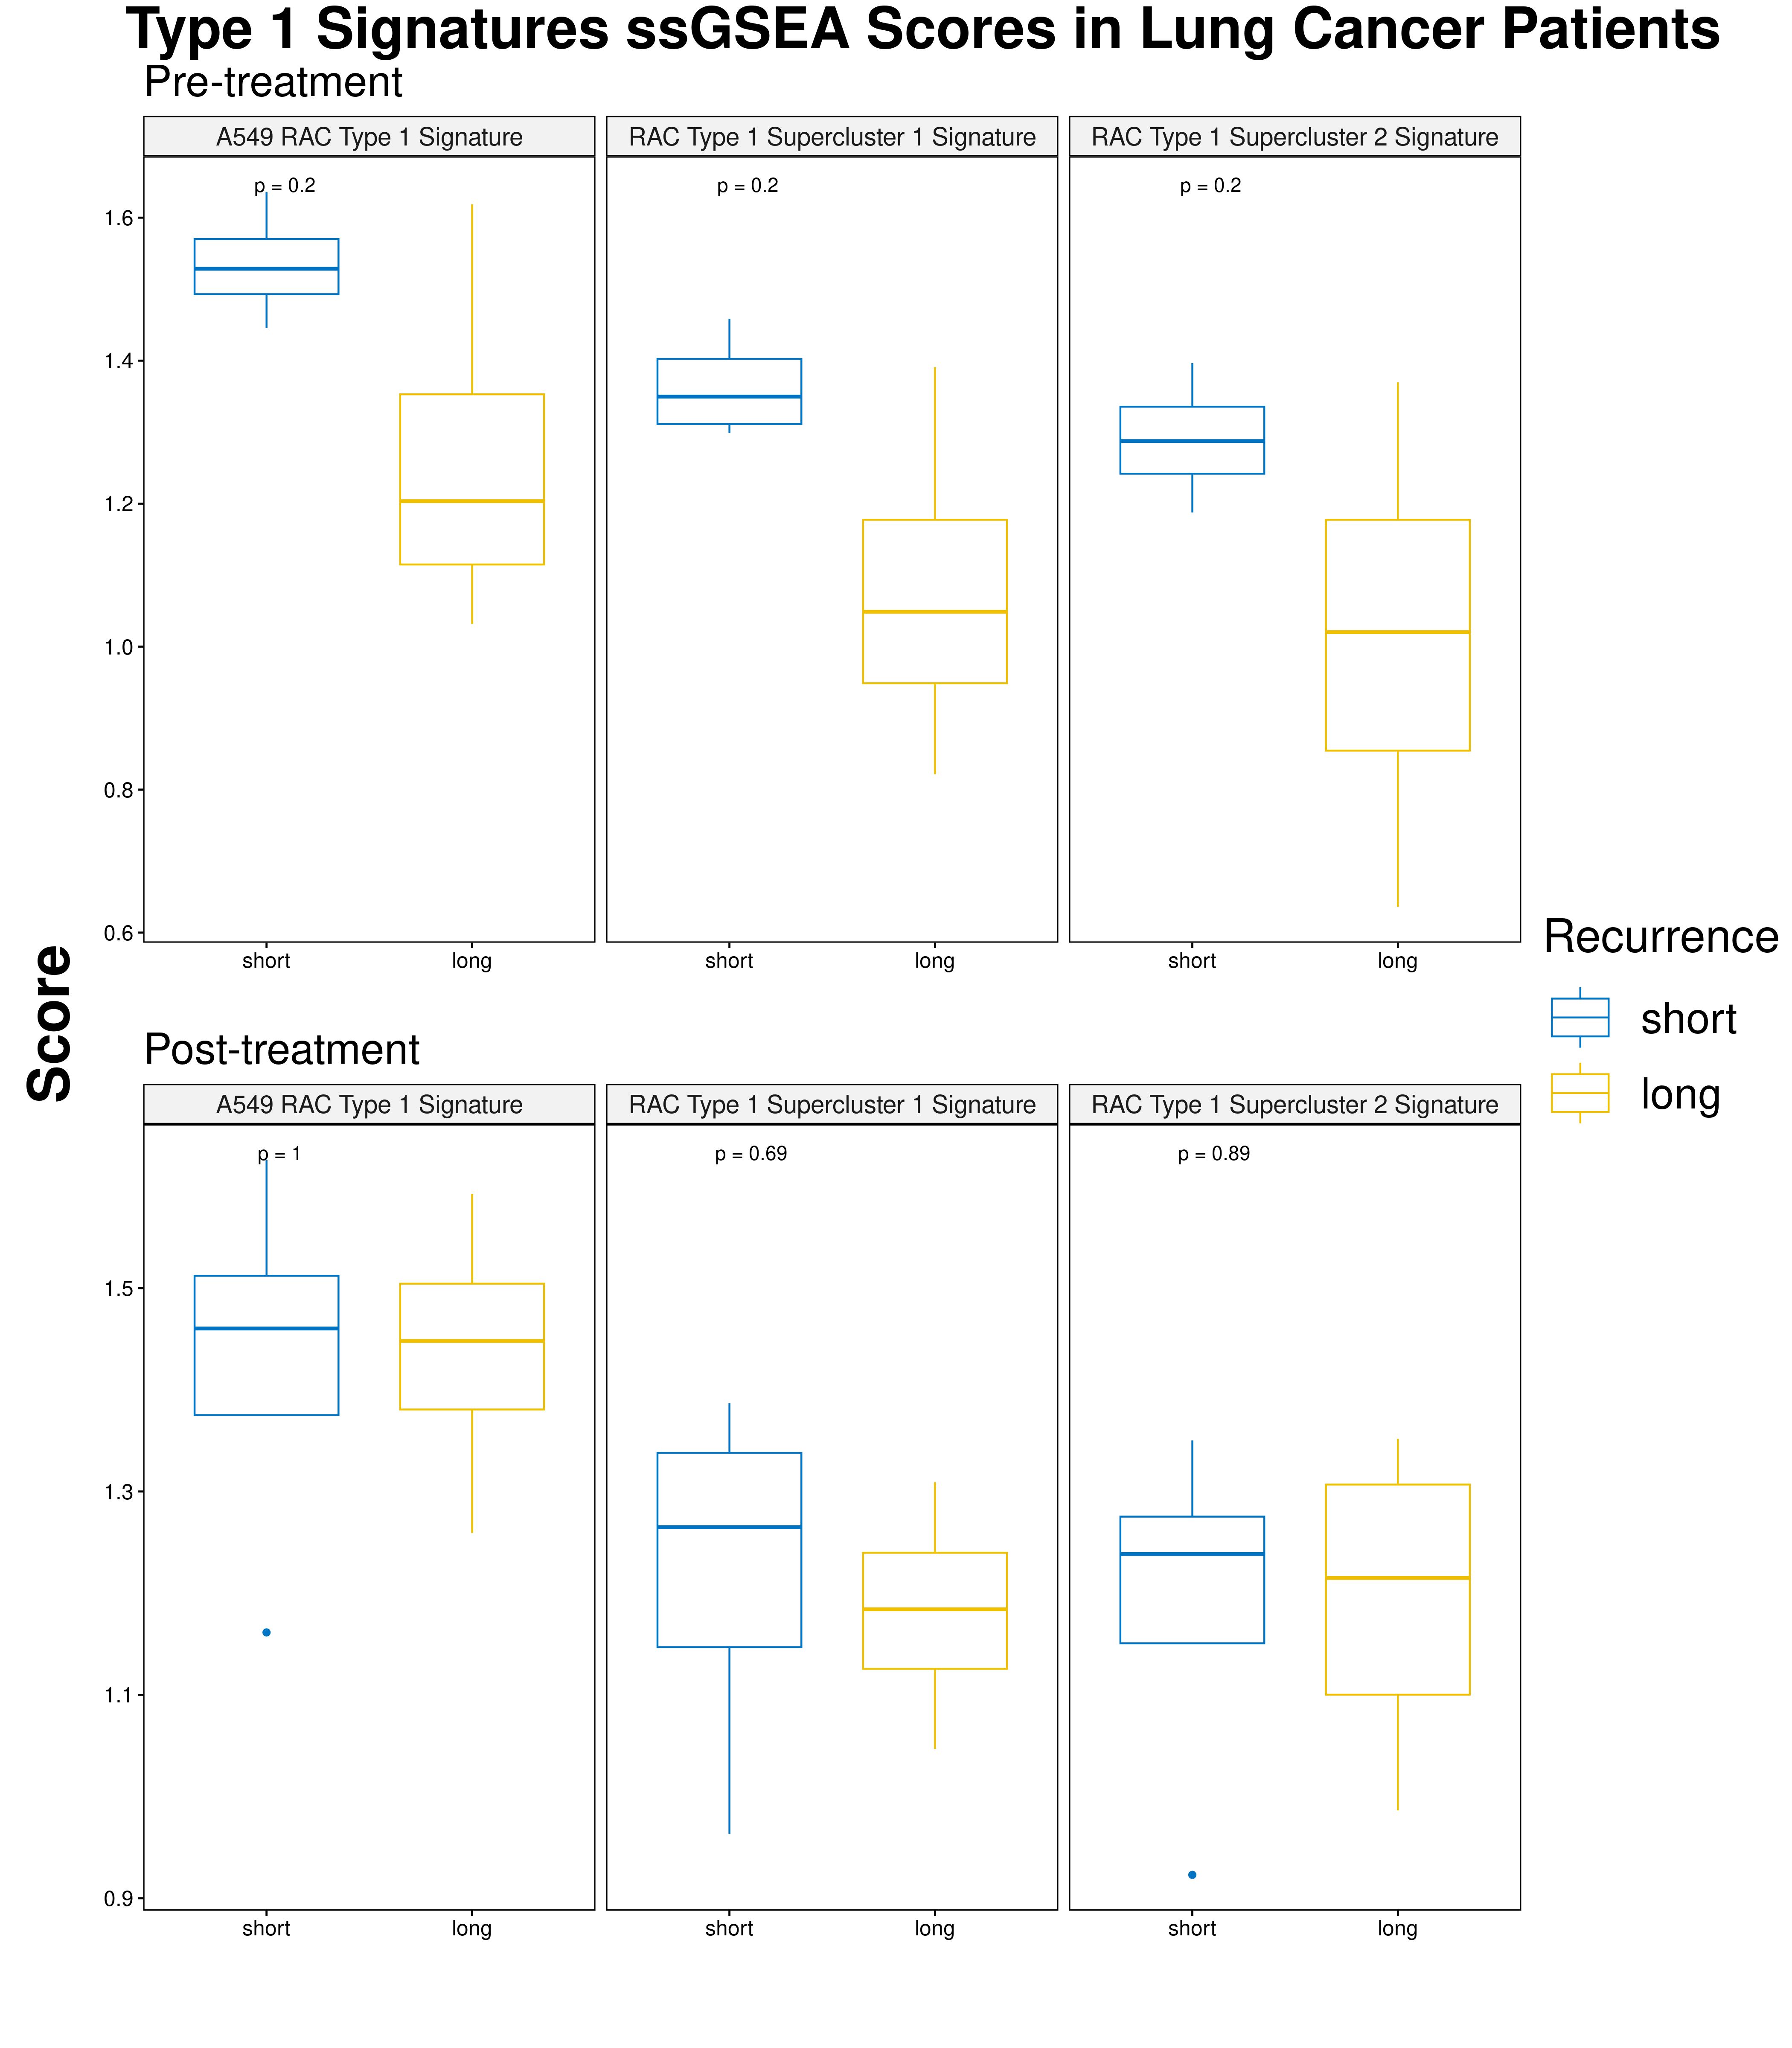 Type 1 Signatures ssGSEA Scores in Lung Cancer Patients
Pre-treatment
A549 RAC Type 1 Signature
RAC Type 1 Supercluster 1 Signature
RAC Type 1 Supercluster 2 Signature
p = 0.2
p = 0.2
p = 0.2
1.6
1.4
1.2
1.0
0.8
0.6
short
long
short
long
short
long
Score
Recurrence
short
long
Post-treatment
A549 RAC Type 1 Signature
RAC Type 1 Supercluster 1 Signature
RAC Type 1 Supercluster 2 Signature
p = 1
p = 0.69
p = 0.89
1.5
1.3
1.1
0.9
short
long
short
long
short
long